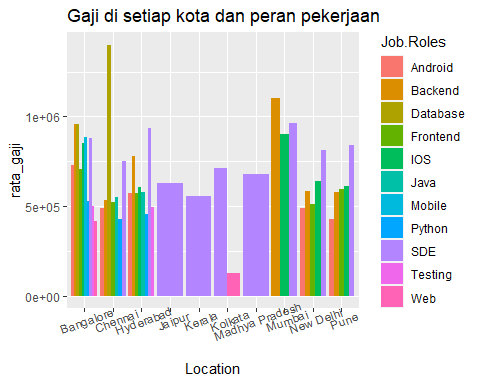 Gaji di setiap kota dan peran pekerjaan
rata_gaji
1e+06
5e+05
0e+00
Bangalore
Chennai
Hyderabad
Jaipur
Kerala
Kolkata
Madhya Pradesh
Mumbai
New Delhi
Pune
Location
Job.Roles
Android
Backend
Database
Frontend
IOS
Java
Mobile
Python
SDE
Testing
Web